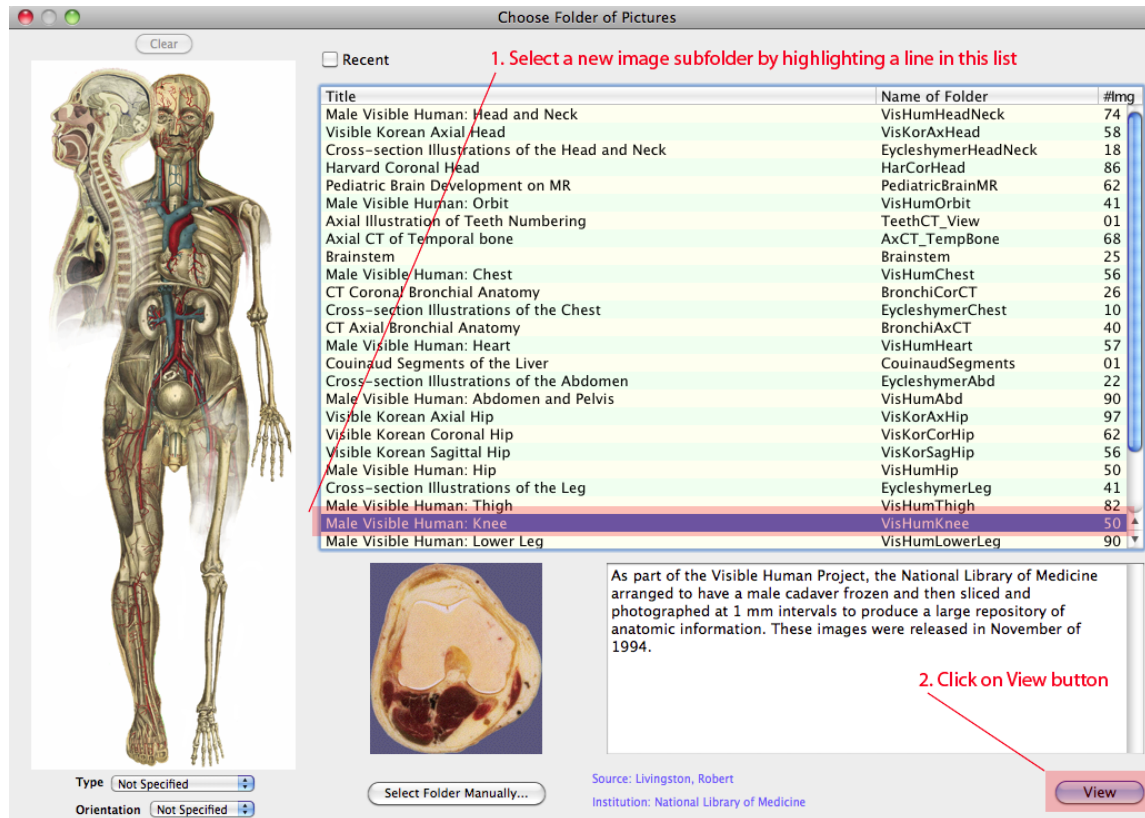 Choose Folder of Pictures
Clear
Recent
1. Select a new image subfolder by highlighting a line in this list
Title Name of Folder #Img
Male Visible Human: Head and Neck VisHumHeadNeck 74
Visible Korean Axial Head VisKorAxHead 58
Cross-section Illustrations of the Head and Neck EycleshymerHeadNeck 18
Harvard Coronal Head HarCorHead 86
Pediatric Brain Development on MR PediatricBrainMR 62
Male Visible Human: Orbit VisHumOrbit 41
Axial Illustration of Teeth Numbering TeethCT_View 01
Axial CT of Temporal bone AxCT_TempBone 68
Brainstem Brainstem 25
Male Visible Human: Chest VisHumChest 56
CT Coronal Bronchial Anatomy BronchiCorCT 26
Cross-section Illustrations of the Chest EycleshymerChest 10
CT Axial Bronchial Anatomy BronchiAxCT 40
Male Visible Human: Heart VisHumHeart 57
Couinaud Segments of the Liver CouinaudSegments 01
Cross-section Illustrations of the Abdomen EycleshymerAbd 22
Male Visible Human: Abdomen and Pelvis VisHumAbd 90
Visible Korean Axial Hip VisKorAxHip 97
Visible Korean Coronal Hip VisKorCorHip 62
Visible Korean Sagittal Hip VisKorSagHip 56
Male Visible Human: Hip VisHumHip 50
Cross-section Illustrations of the Leg EycleshymerLeg 41
Male Visible Human: Thigh VisHumThigh 82
Male Visible Human: Knee VisHumKnee 50
Male Visible Human: Lower Leg VisHumLowerLeg 90
As part of the Visible Human Project, the National Library of Medicine
arranged to have a male cadaver frozen and then sliced and
photographed at 1 mm intervals to produce a large repository of
anatomic information. These images were released in November of
1994.
2. Click on View button
Type Not Specified
Orientation Not Specified
Select Folder Manually...
Source: Livingston, Robert
Institution: National Library of Medicine
View